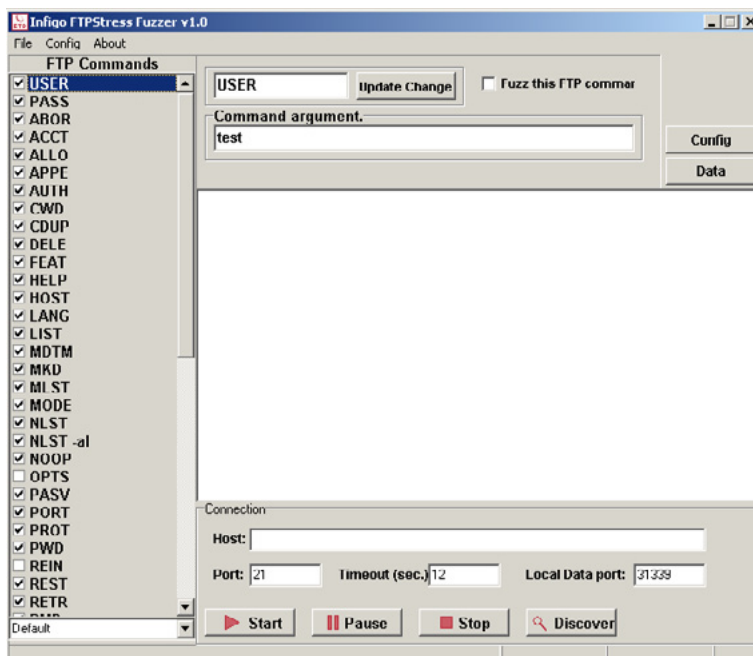 Infigo FTPStress Fuzzer v1.0
File Config About
FTP Commands
USER
PASS
ABOR
ACCT
ALLO
APPE
AUTH
CWD
CDUP
DELE
FEAT
HELP
HOST
LANG
LIST
MDTM
MKD
MLST
MODE
NLST
NLST -al
NOOP
OPTS
PASV
PORT
PROT
PWD
REIN
REST
RETR
Default
USER
Update Change
Fuzz this FTP commar
Command argument.
test
Config
Data
Connection
Host:
Port: 21 Timeout (sec.) 12 Local Data port: 31339
Start Pause Stop Discover